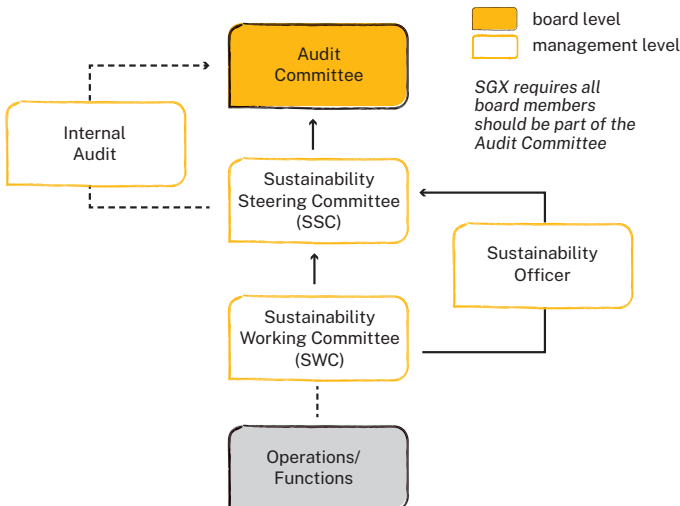 board level
management level
SGX requires all
board members
should be part of the
Audit Committee
Audit
Committee
Internal
Audit
Sustainability
Steering Committee
(SSC)
Sustainability
Officer
Sustainability
Working Committee
(SWC)
Operations/
Functions